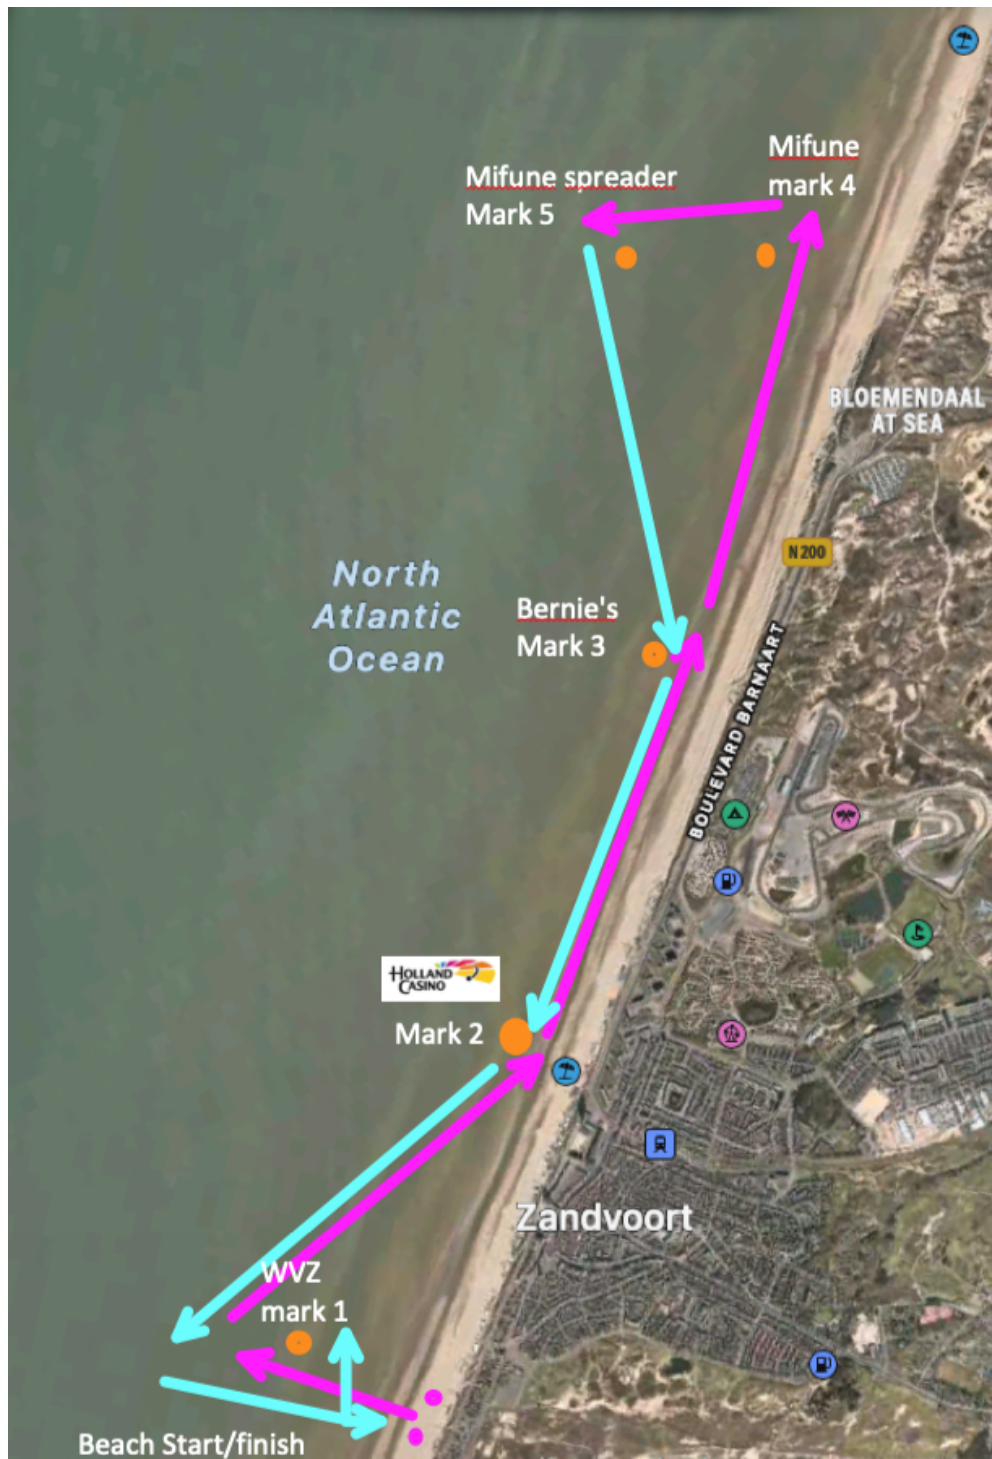 Mifune
mark 4
Mifune spreader
Mark 5
BLOEMENDAAL
AT SEA
N 200
North
Atlantic
Ocean
Bernie's
Mark 3
BOULEVARD BARNAART
HOLLAND
CASINO
Mark 2
Zandvoort
WVZ
mark 1
Beach Start/finish